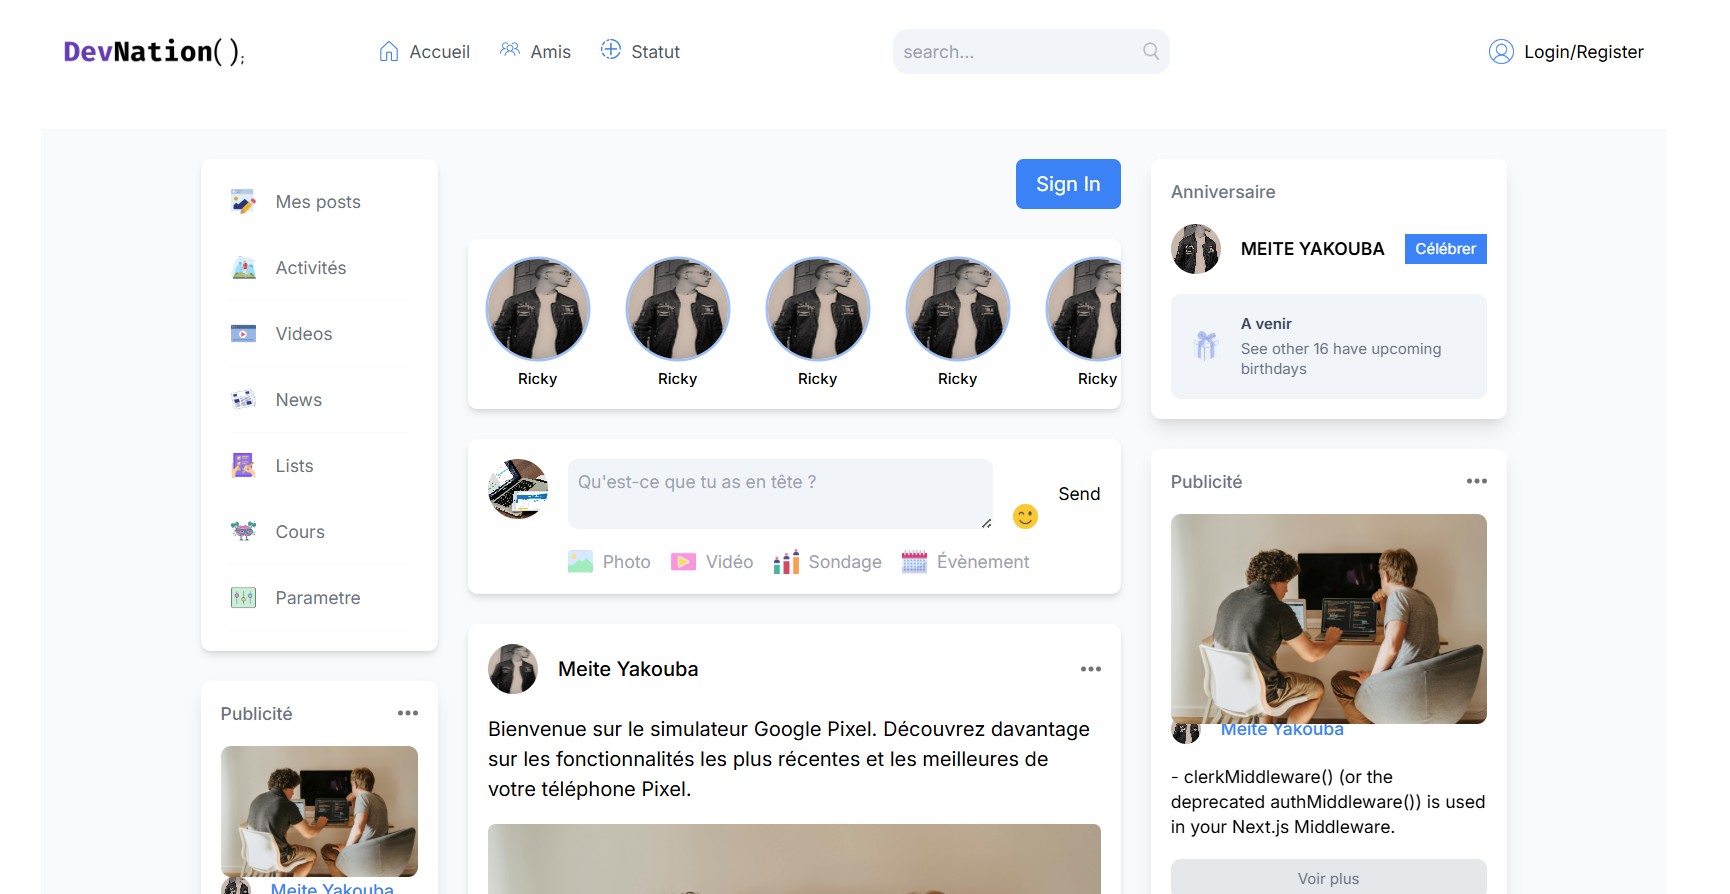 DevNation();
Accueil
Amis
Statut
search...
Login/Register
Mes posts
Activités
Videos
News
Lists
Cours
Parametre
Publicité
Meite Yakouba
Sign In
Ricky
Ricky
Ricky
Ricky
Ricky
Qu'est-ce que tu as en tête ?
Send
Photo
Vidéo
Sondage
Évènement
Meite Yakouba
Bienvenue sur le simulateur Google Pixel. Découvrez davantage
sur les fonctionnalités les plus récentes et les meilleures de
votre téléphone Pixel.
Anniversaire
MEITE YAKOUBA
Célébrer
A venir
See other 16 have upcoming
birthdays
Publicité
Meite Yakouba
- clerkMiddleware() (or the
deprecated authMiddleware()) is used
in your Next.js Middleware.
Voir plus